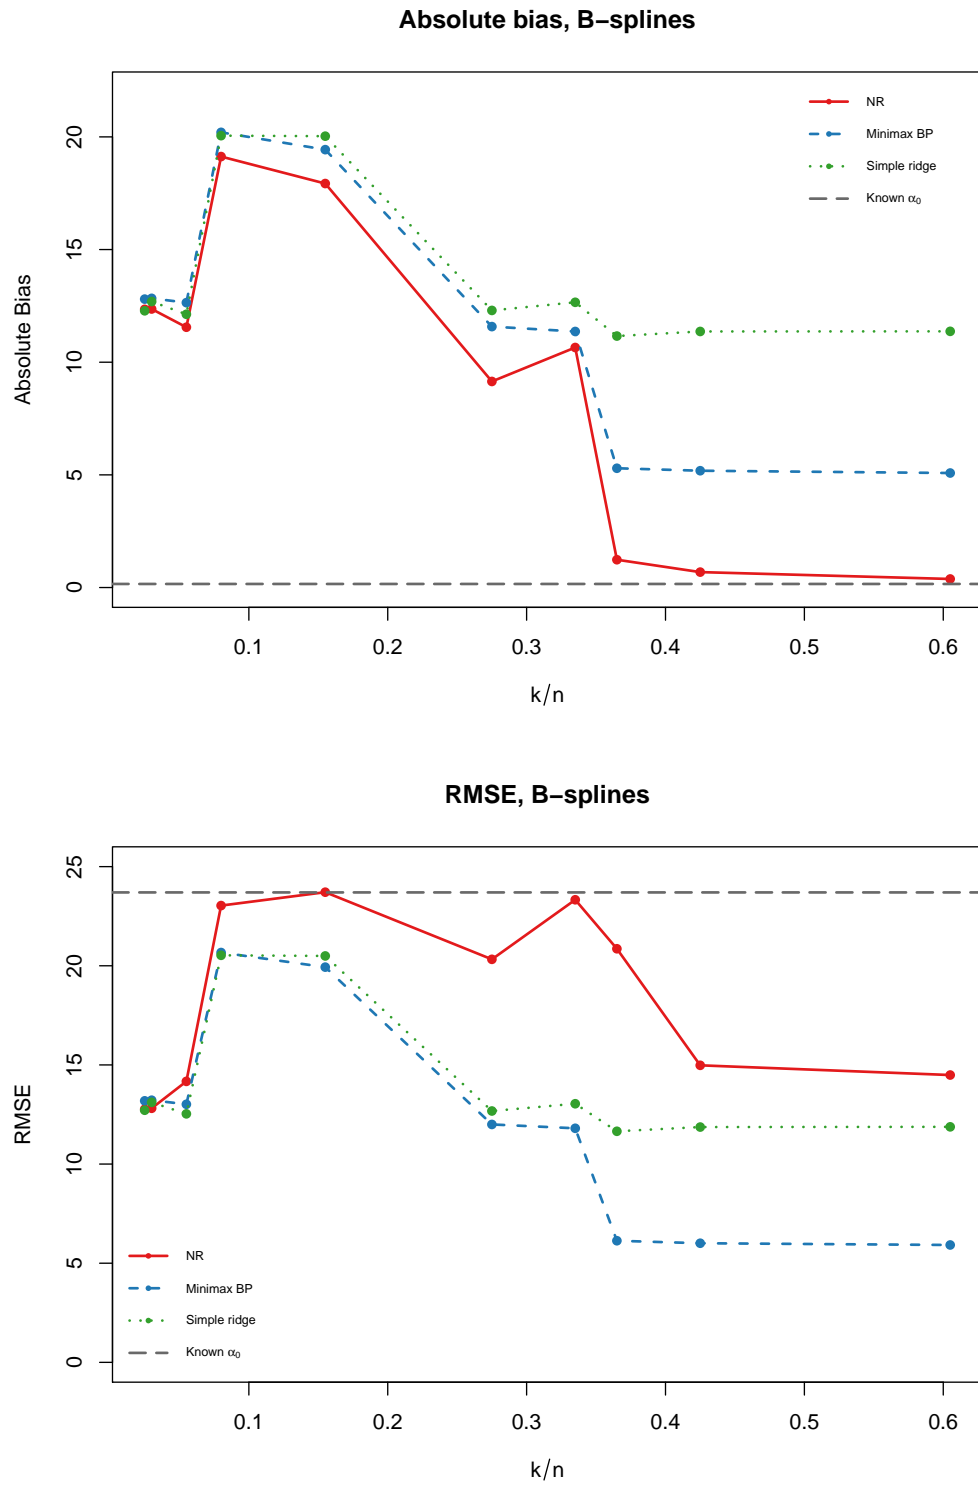 Absolute bias, B−splines
NR
Minimax BP
Simple ridge
Known α₀
Absolute Bias
20
15
10
5
0
0.1 0.2 0.3 0.4 0.5 0.6
k/n
RMSE, B−splines
25
20
15
10
5
0
RMSE
NR
Minimax BP
Simple ridge
Known α₀
0.1 0.2 0.3 0.4 0.5 0.6
k/n